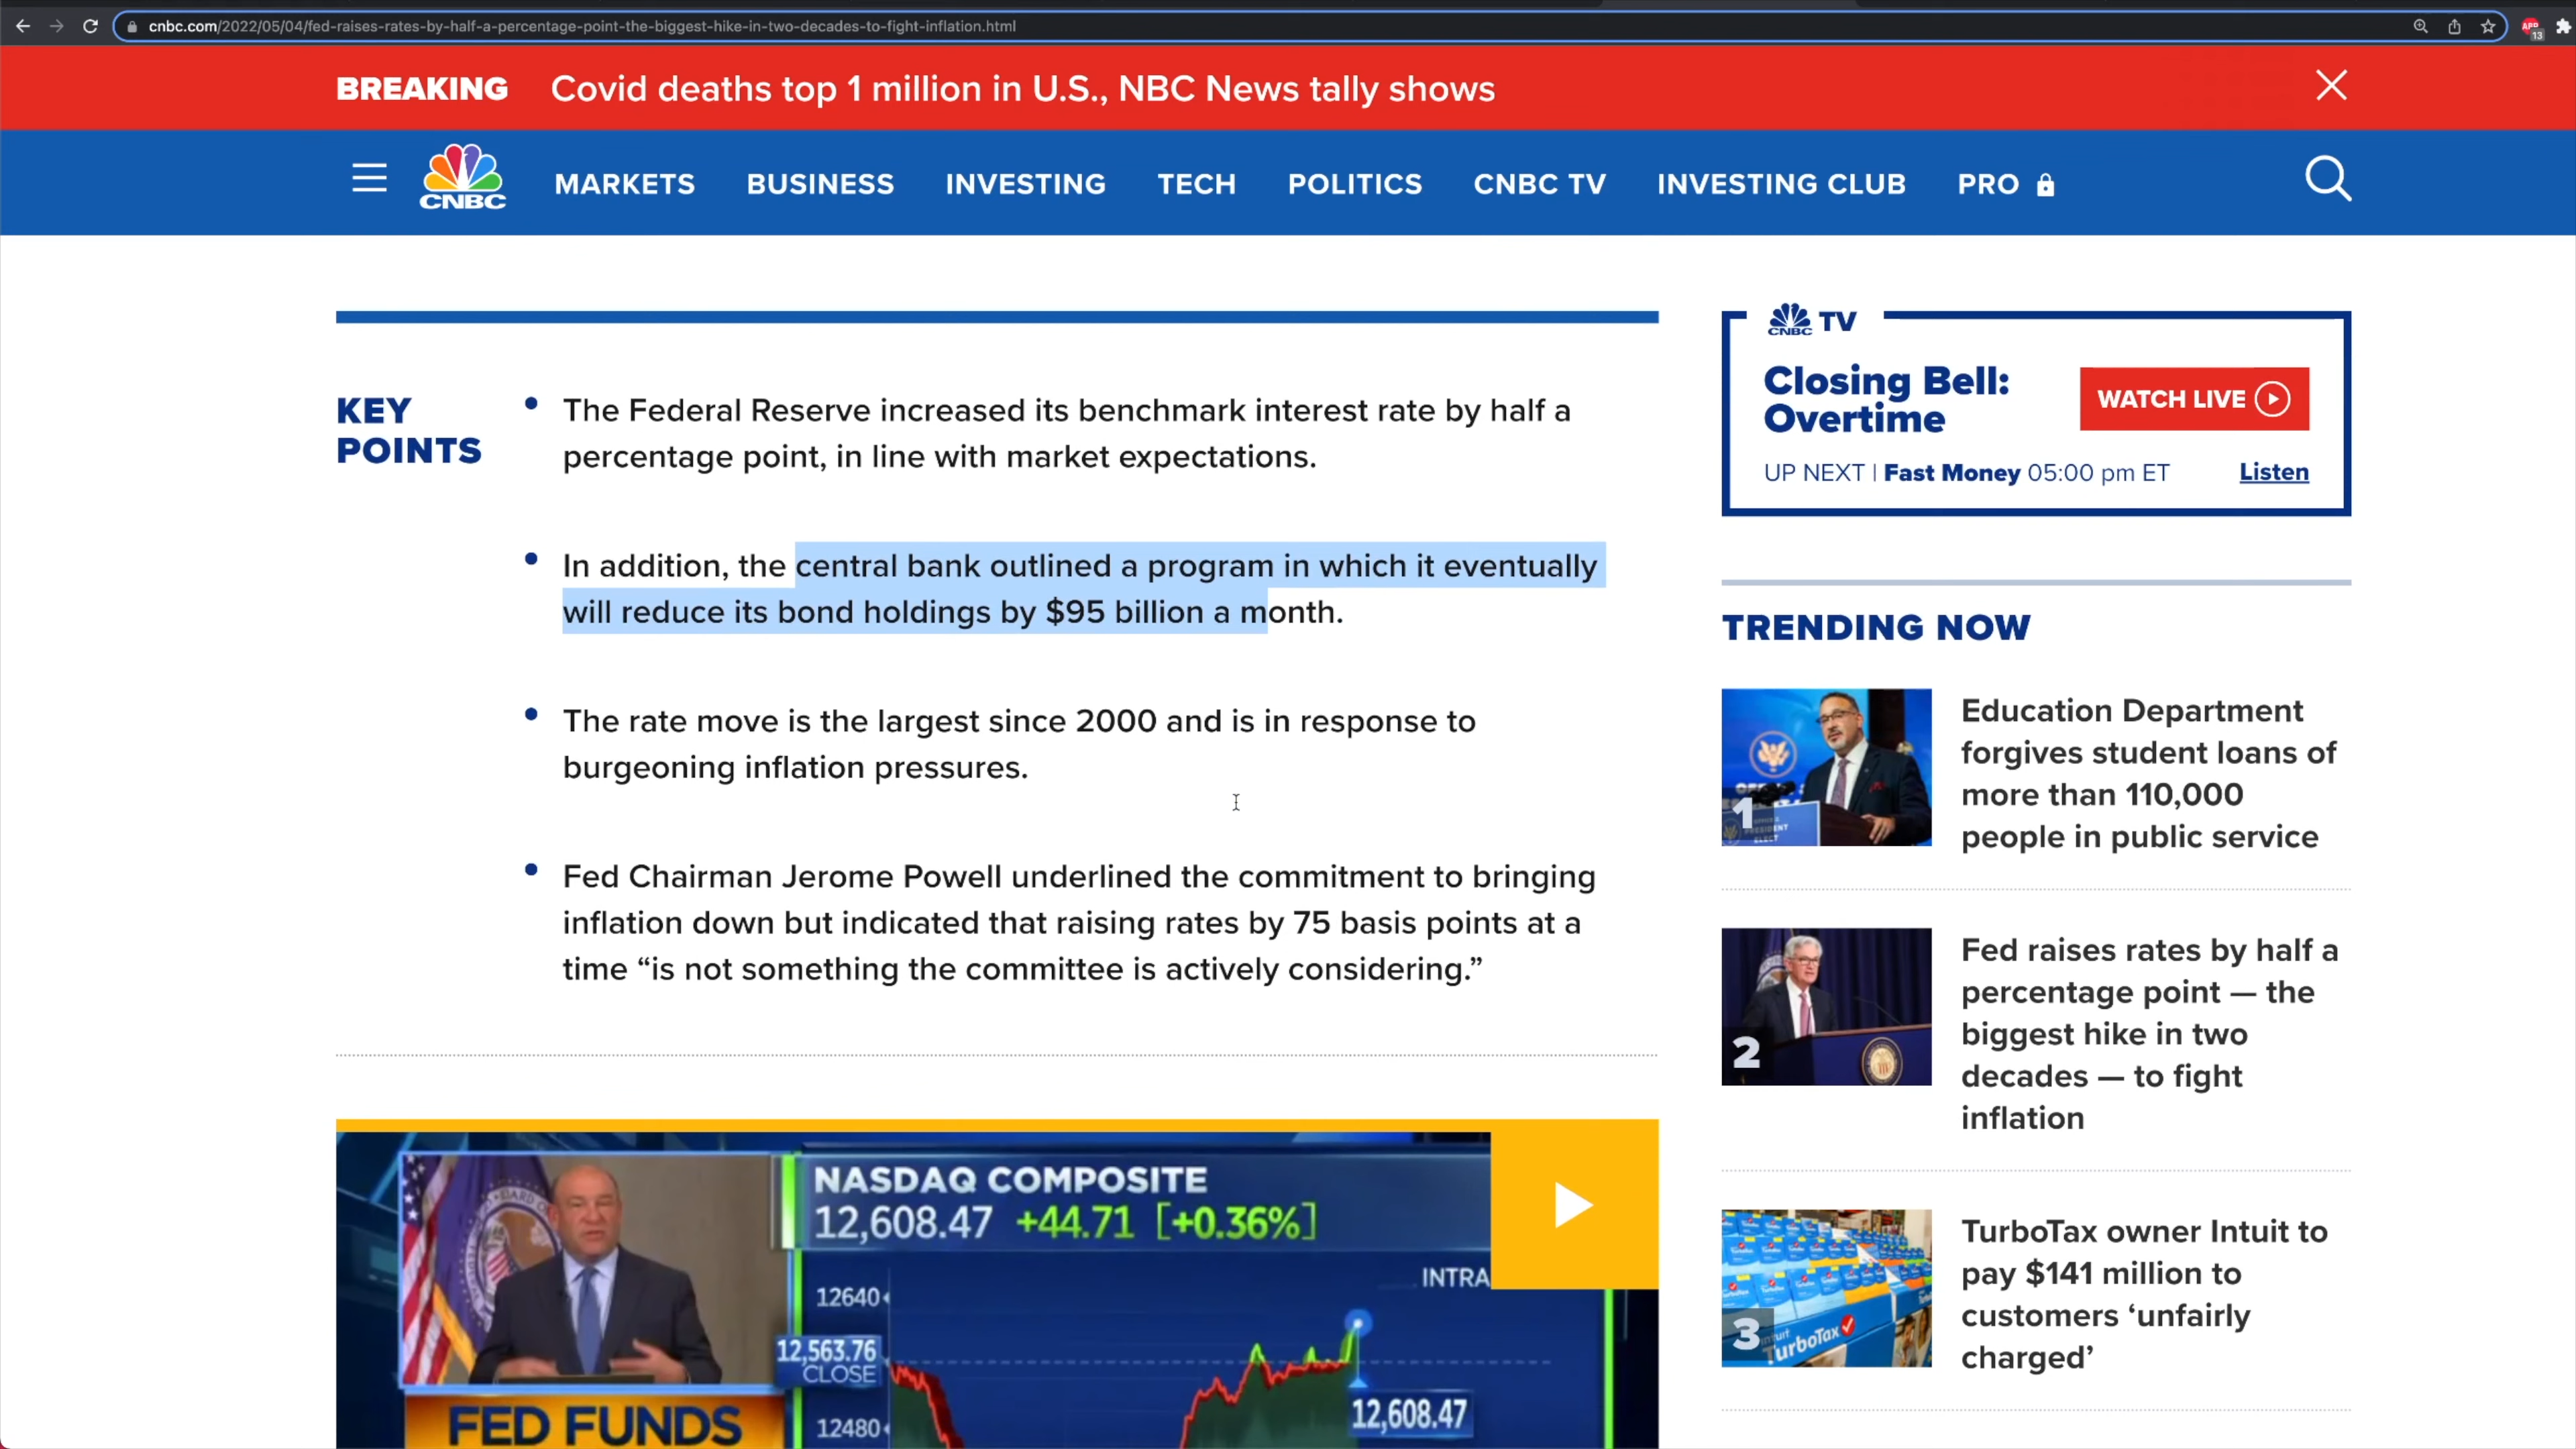 cnbc.com/2022/05/04/fed-raises-rates-by-half-a-percentage-point-the-biggest-hike-in-two-decades-to-fight-inflation.html
13
BREAKING Covid deaths top 1 million in U.S., NBC News tally shows
CNBC MARKETS BUSINESS INVESTING TECH POLITICS CNBC TV INVESTING CLUB PRO
KEY
POINTS
• The Federal Reserve increased its benchmark interest rate by half a
percentage point, in line with market expectations.
• In addition, the central bank outlined a program in which it eventually
will reduce its bond holdings by $95 billion a month.
• The rate move is the largest since 2000 and is in response to
burgeoning inflation pressures.
• Fed Chairman Jerome Powell underlined the commitment to bringing
inflation down but indicated that raising rates by 75 basis points at a
time “is not something the committee is actively considering.”
NASDAQ COMPOSITE
12,608.47 +44.71 [+0.36%]
INTRA
12640
12,563.76
CLOSE
12,608.47
12480
FED FUNDS
CNBC TV
Closing Bell:
Overtime
WATCH LIVE
UP NEXT | Fast Money 05:00 pm ET Listen
TRENDING NOW
1
Education Department
forgives student loans of
more than 110,000
people in public service
2
Fed raises rates by half a
percentage point — the
biggest hike in two
decades — to fight
inflation
3
intuit
TurboTax
TurboTax owner Intuit to
pay $141 million to
customers ‘unfairly
charged’